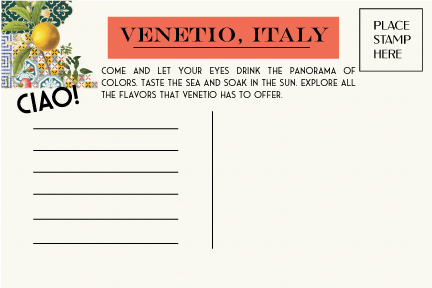 VENETIO, ITALY
PLACE
STAMP
HERE
COME AND LET YOUR EYES DRINK THE PANORAMA OF
COLORS. TASTE THE SEA AND SOAK IN THE SUN. EXPLORE ALL
THE FLAVORS THAT VENETIO HAS TO OFFER.
CIAO!